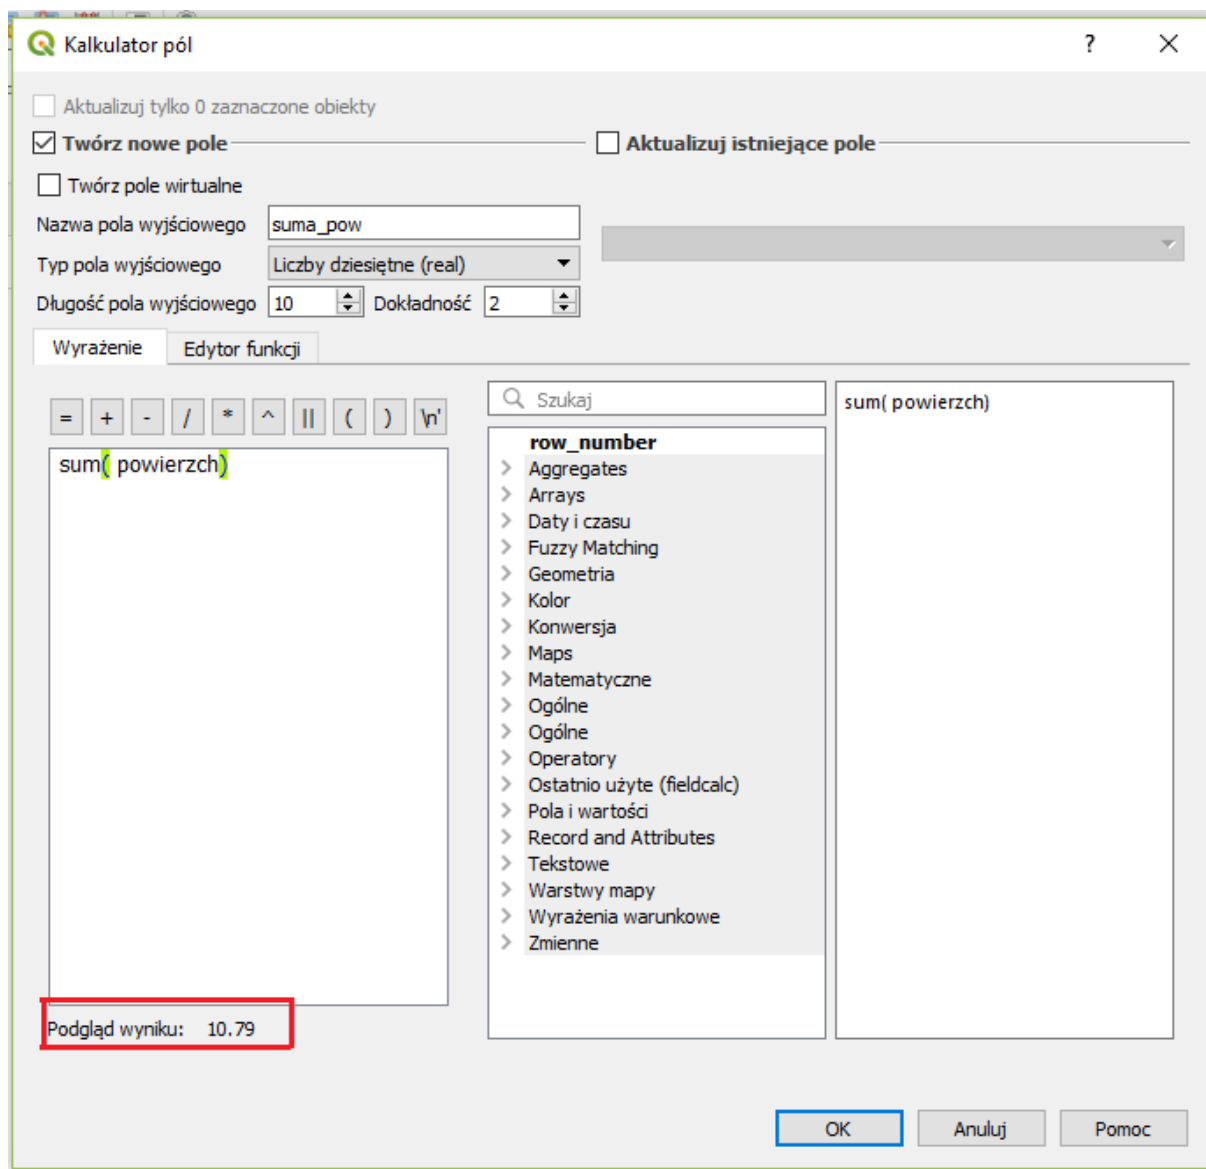 Kalkulator pól
?
Aktualizuj tylko 0 zaznaczone obiekty
Twórz nowe pole
Aktualizuj istniejące pole
Twórz pole wirtualne
Nazwa pola wyjściowego suma_pow
Typ pola wyjściowego Liczby dziesiętne (real)
Długość pola wyjściowego 10 Dokładność 2
Wyrażenie Edytor funkcji
= + - / * ^ || ( ) \n'
sum( powierzch)
Podgląd wyniku: 10.79
Szukaj
row_number
Aggregates
Arrays
Daty i czasu
Fuzzy Matching
Geometria
Kolor
Konwersja
Maps
Matematyczne
Ogólne
Ogólne
Operatory
Ostatnio użyte (fieldcalc)
Pola i wartości
Record and Attributes
Tekstowe
Warstwy mapy
Wyrażenia warunkowe
Zmienne
sum( powierzch)
OK Anuluj Pomoc